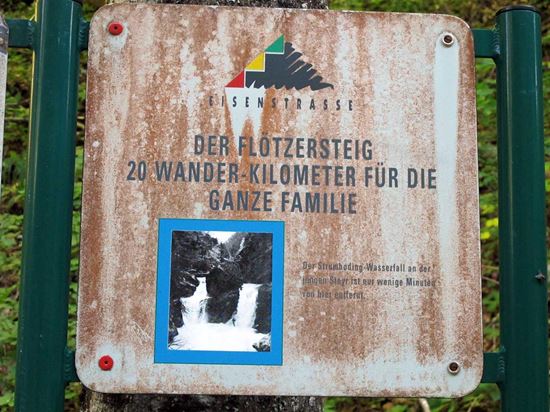 EISENSTRASSE
DER FLÖTZERSTEIG
20 WANDER-KILOMETER FÜR DIE
GANZE FAMILIE
Der Strumboding-Wasserfall an der
jungen Steyr ist nur wenige Minuten
von hier entfernt.